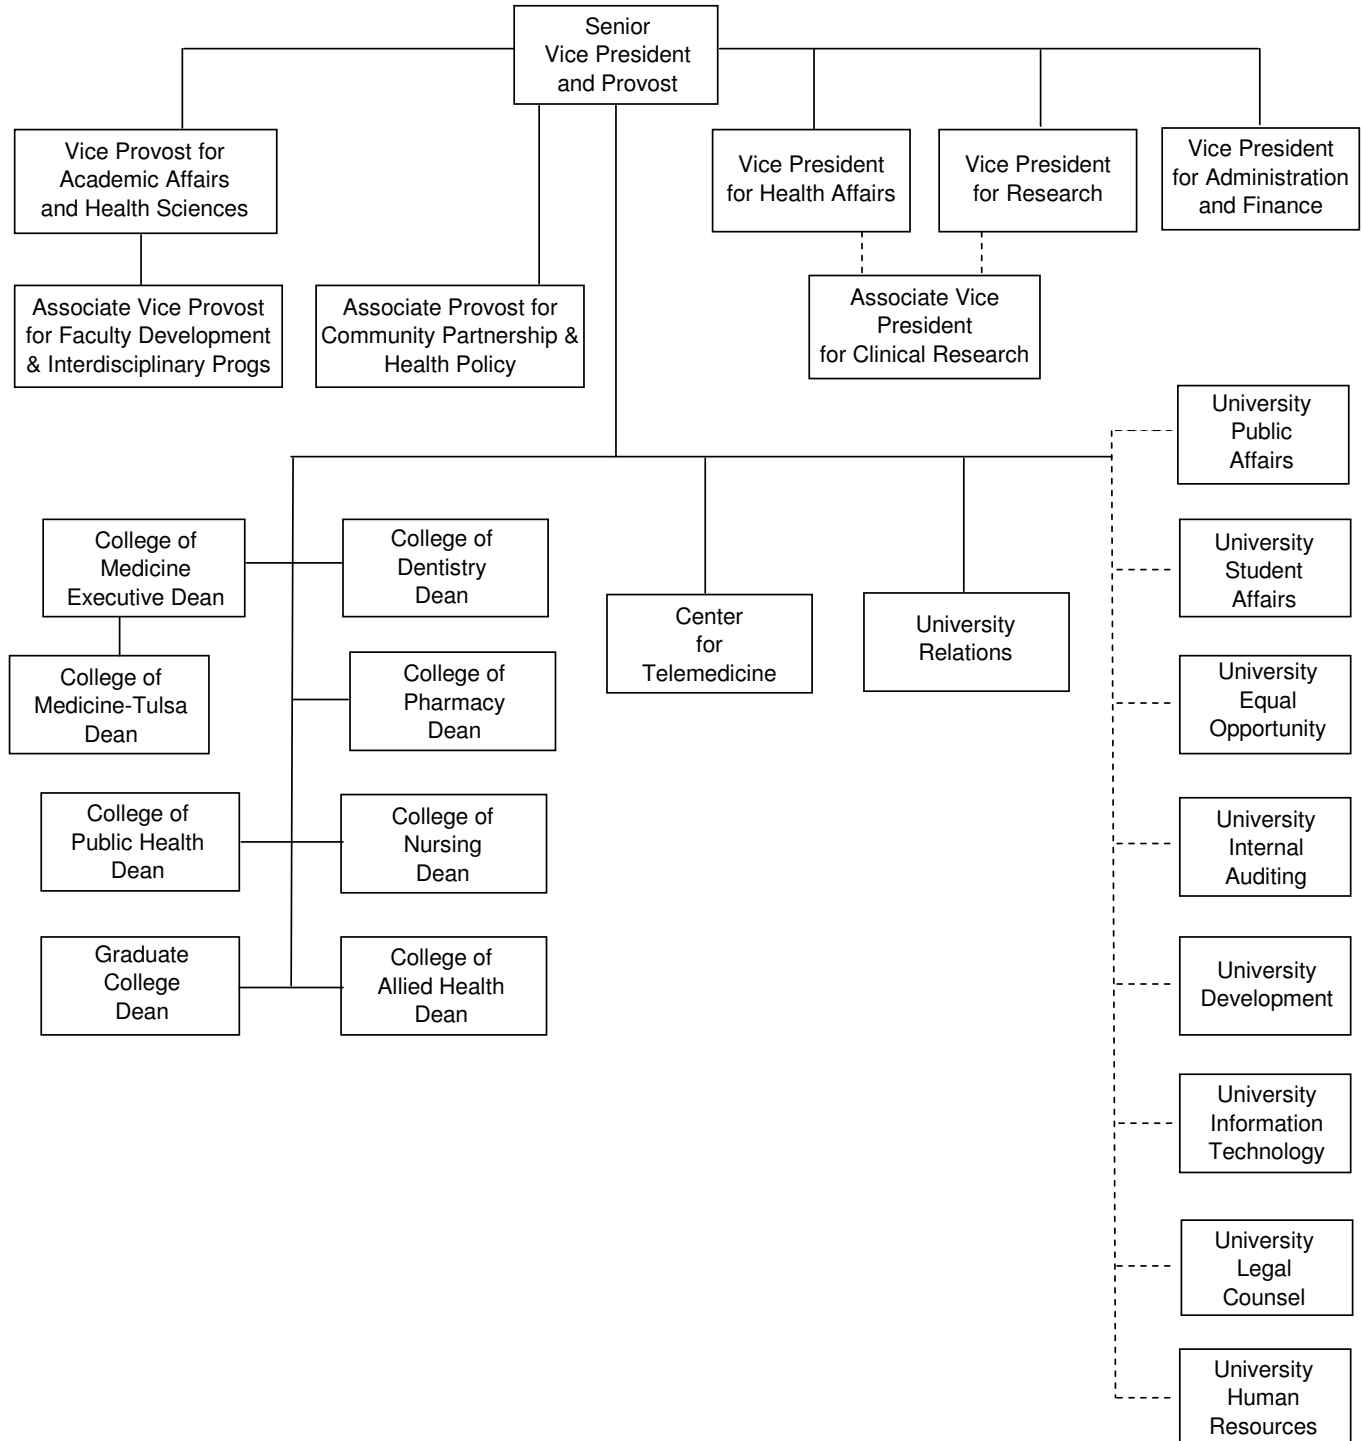 Senior
Vice President
and Provost
Vice Provost for
Academic Affairs
and Health Sciences
Vice President
for Health Affairs
Vice President
for Research
Vice President
for Administration
and Finance
Associate Vice Provost
for Faculty Development
& Interdisciplinary Progs
Associate Provost for
Community Partnership &
Health Policy
Associate Vice
President
for Clinical Research
University
Public
Affairs
College of
Medicine
Executive Dean
College of
Dentistry
Dean
University
Student
Affairs
Center
for
Telemedicine
University
Relations
College of
Medicine-Tulsa
Dean
College of
Pharmacy
Dean
University
Equal
Opportunity
College of
Public Health
Dean
College of
Nursing
Dean
University
Internal
Auditing
Graduate
College
Dean
College of
Allied Health
Dean
University
Development
University
Information
Technology
University
Legal
Counsel
University
Human
Resources